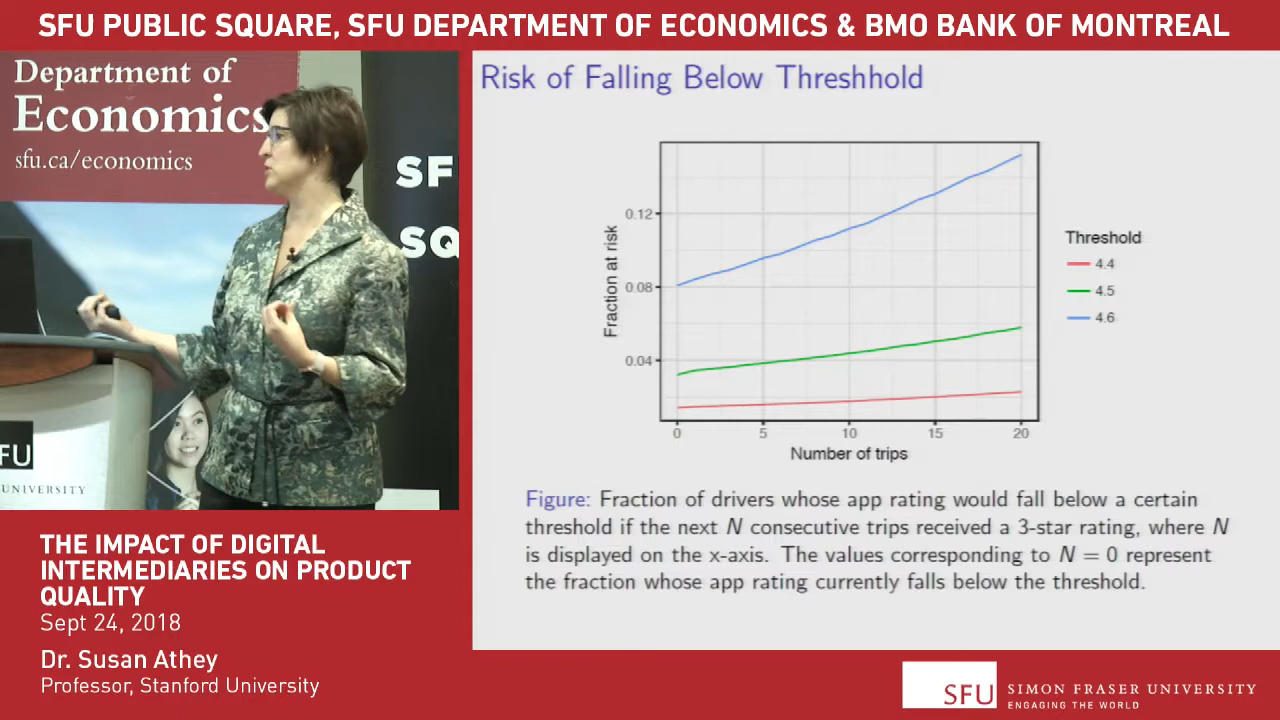 SFU PUBLIC SQUARE, SFU DEPARTMENT OF ECONOMICS & BMO BANK OF MONTREAL
Department of
Economics
sfu.ca/economics
SF
SQ
FU
UNIVERSITY
THE IMPACT OF DIGITAL
INTERMEDIARIES ON PRODUCT
QUALITY
Sept 24, 2018
Dr. Susan Athey
Professor, Stanford University
Risk of Falling Below Threshhold
Fraction at risk
0.12
0.08
0.04
0 5 10 15 20
Number of trips
Threshold
4.4
4.5
4.6
Figure: Fraction of drivers whose app rating would fall below a certain
threshold if the next N consecutive trips received a 3-star rating, where N
is displayed on the x-axis. The values corresponding to N = 0 represent
the fraction whose app rating currently falls below the threshold.
SFU
SIMON FRASER UNIVERSITY
ENGAGING THE WORLD